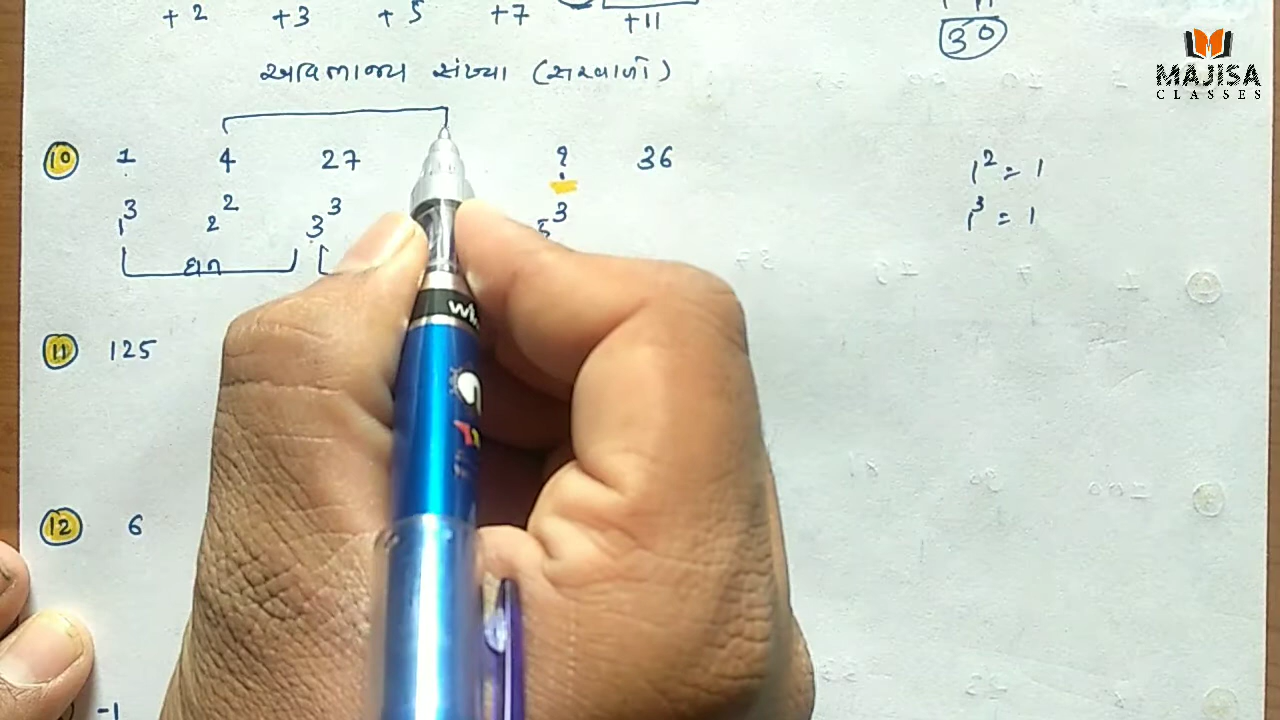 +2 +3 +5 +7 +11
30
અવિભાજ્ય સંખ્યા (સરવાળો)
MAJISA
CLASSES
10 1 4 27 ? 36
1³ 2² 3³ 5³
ઘન
1² = 1
1³ = 1
11 125
12 6
-1